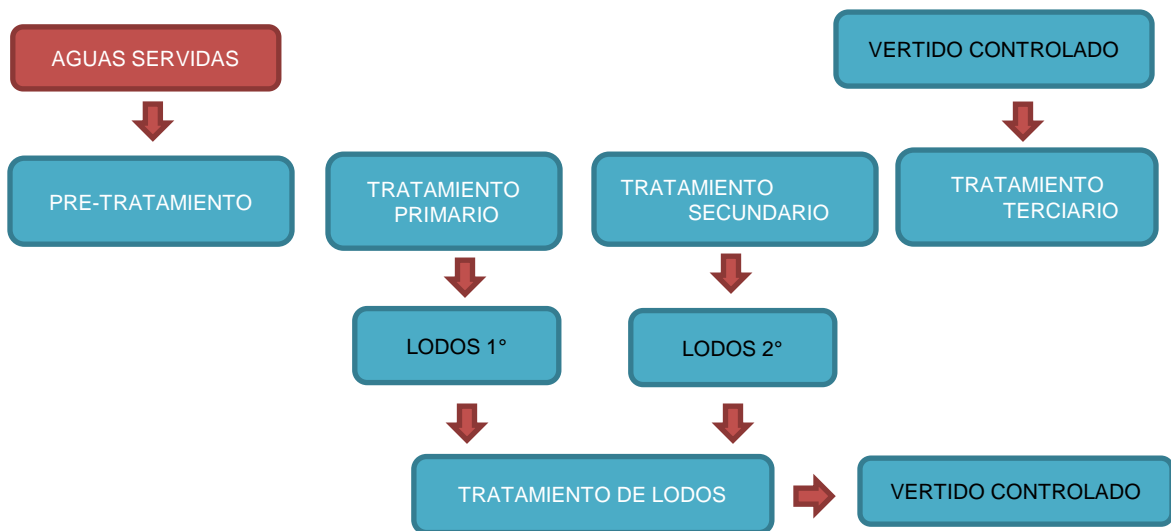 AGUAS SERVIDAS
VERTIDO CONTROLADO
PRE-TRATAMIENTO
TRATAMIENTO
PRIMARIO
TRATAMIENTO
SECUNDARIO
TRATAMIENTO
TERCIARIO
LODOS 1°
LODOS 2°
TRATAMIENTO DE LODOS
VERTIDO CONTROLADO